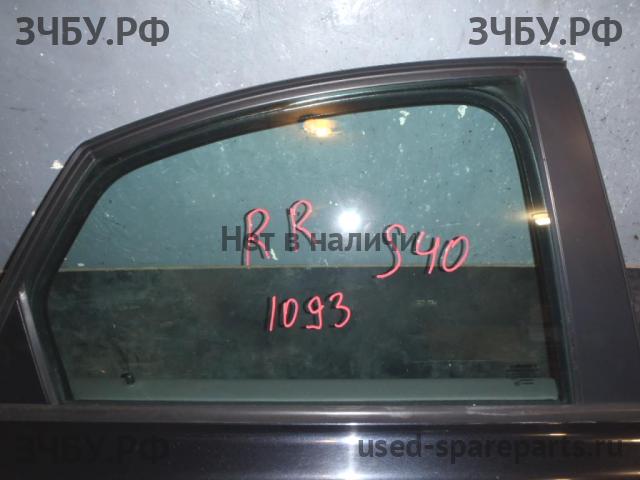 ЗЧБУ.РФ ЗЧБУ.РФ
RR S40
Нет в наличии
1093
ЗЧБУ.РФ used-spareparts.ru